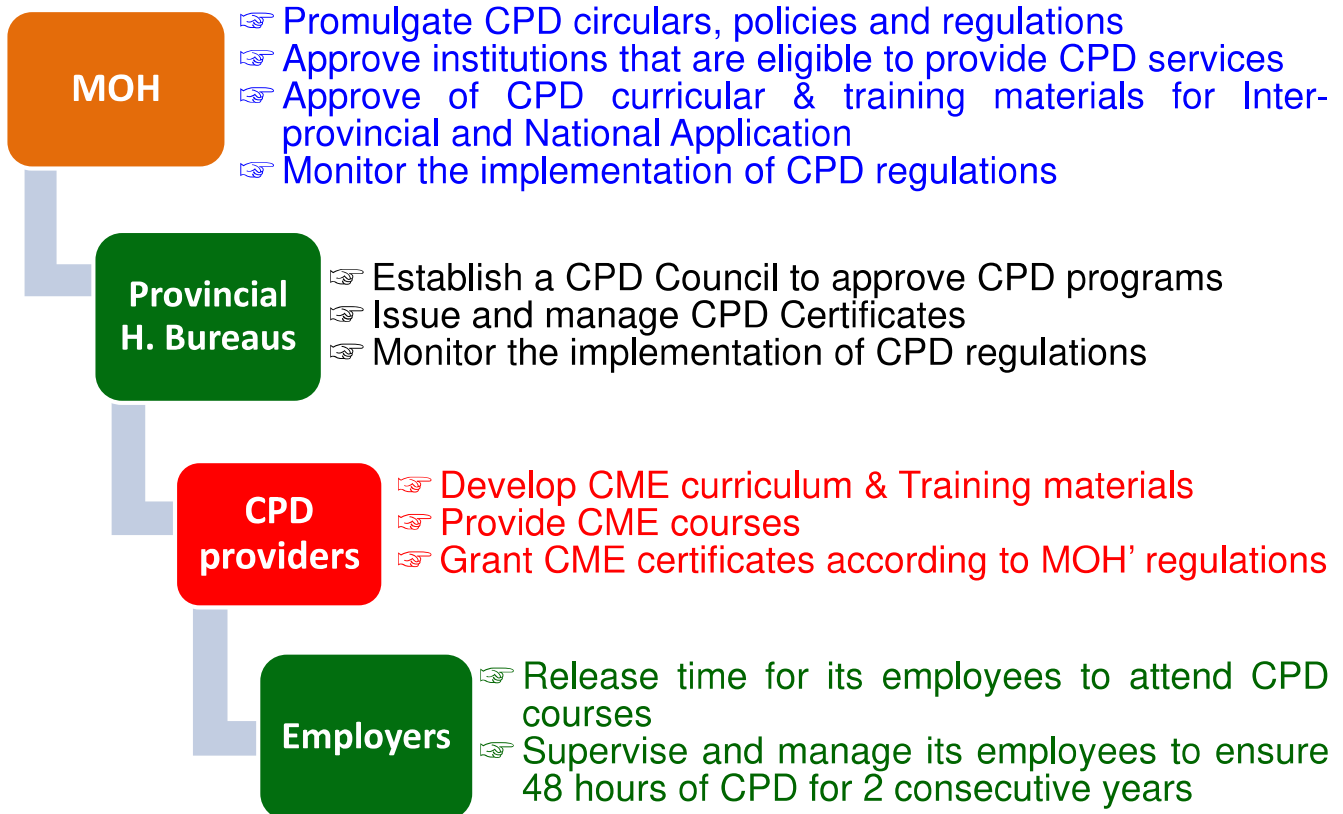 MOH
☞ Promulgate CPD circulars, policies and regulations
☞ Approve institutions that are eligible to provide CPD services
☞ Approve of CPD curricular & training materials for Inter-
provincial and National Application
☞ Monitor the implementation of CPD regulations
Provincial
H. Bureaus
☞ Establish a CPD Council to approve CPD programs
☞ Issue and manage CPD Certificates
☞ Monitor the implementation of CPD regulations
CPD
providers
☞ Develop CME curriculum & Training materials
☞ Provide CME courses
☞ Grant CME certificates according to MOH' regulations
Employers
☞ Release time for its employees to attend CPD
courses
☞ Supervise and manage its employees to ensure
48 hours of CPD for 2 consecutive years